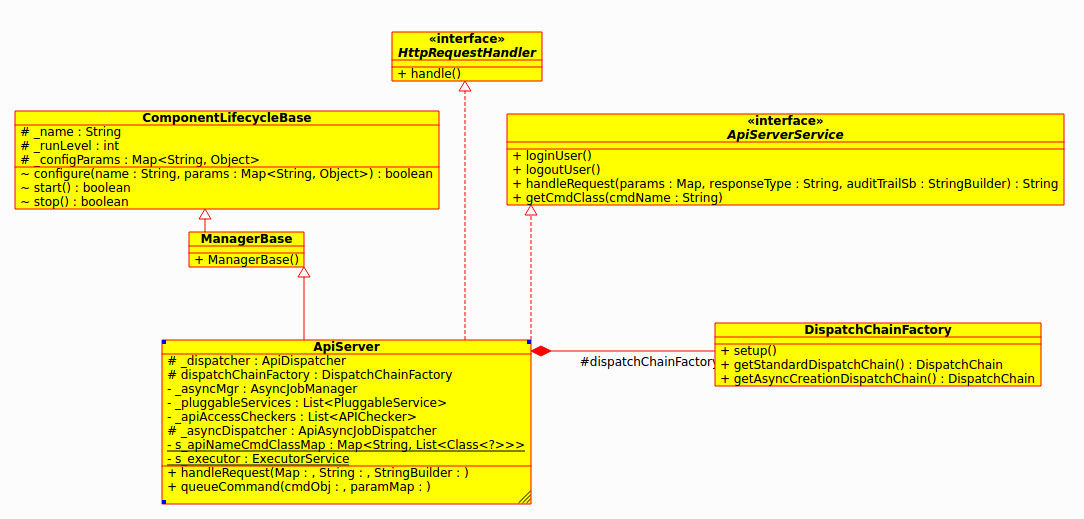 «interface»
HttpRequestHandler
+ handle()
ComponentLifecycleBase
# _name : String
# _runLevel : int
# _configParams : Map<String, Object>
~ configure(name : String, params : Map<String, Object>) : boolean
~ start() : boolean
~ stop() : boolean
«interface»
ApiServerService
+ loginUser()
+ logoutUser()
+ handleRequest(params : Map, responseType : String, auditTrailSb : StringBuilder) : String
+ getCmdClass(cmdName : String)
ManagerBase
+ ManagerBase()
ApiServer
# _dispatcher : ApiDispatcher
# dispatchChainFactory : DispatchChainFactory
- _asyncMgr : AsyncJobManager
- _pluggableServices : List<PluggableService>
- _apiAccessCheckers : List<APIChecker>
# _asyncDispatcher : ApiAsyncJobDispatcher
- s_apiNameCmdClassMap : Map<String, List<Class<?>>>
- s_executor : ExecutorService
+ handleRequest(Map : , String : , StringBuilder : )
+ queueCommand(cmdObj : , paramMap : )
#dispatchChainFactory
DispatchChainFactory
+ setup()
+ getStandardDispatchChain() : DispatchChain
+ getAsyncCreationDispatchChain() : DispatchChain